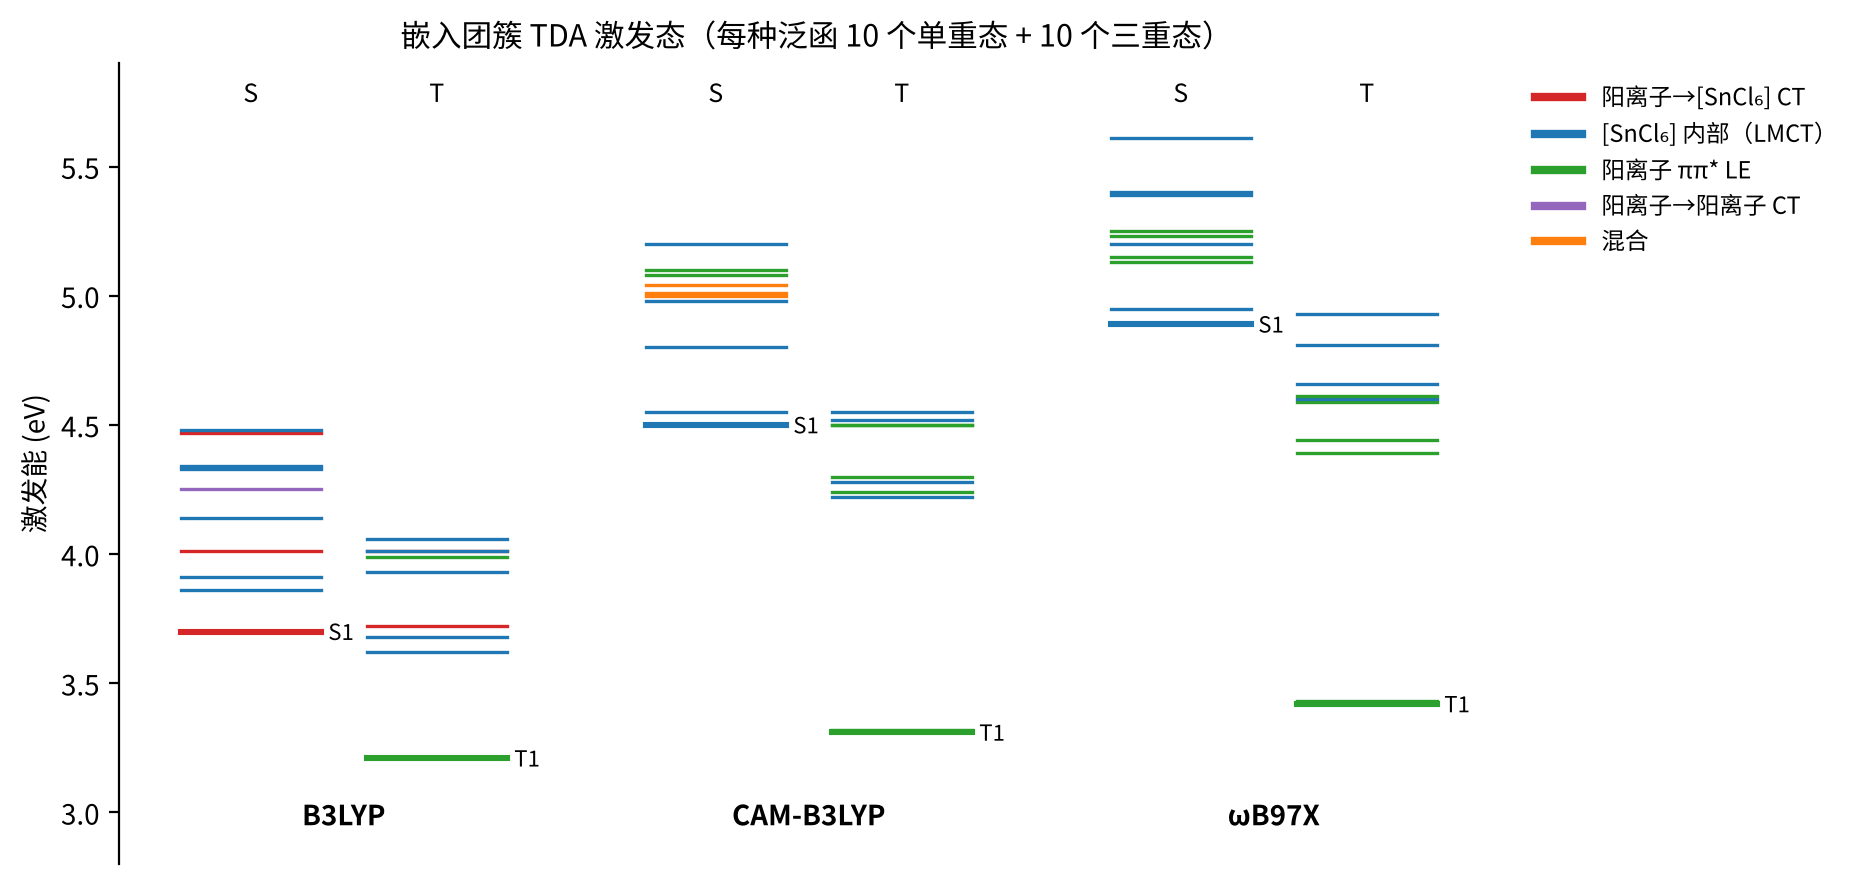 嵌入团簇 TDA 激发态（每种泛函 10 个单重态 + 10 个三重态）
S
T
S
T
S
T
阳离子→[SnCl₆] CT
[SnCl₆] 内部（LMCT）
阳离子 ππ* LE
阳离子→阳离子 CT
混合
激发能 (eV)
5.5
5.0
4.5
4.0
3.5
3.0
S1
T1
S1
T1
S1
T1
B3LYP
CAM-B3LYP
ωB97X